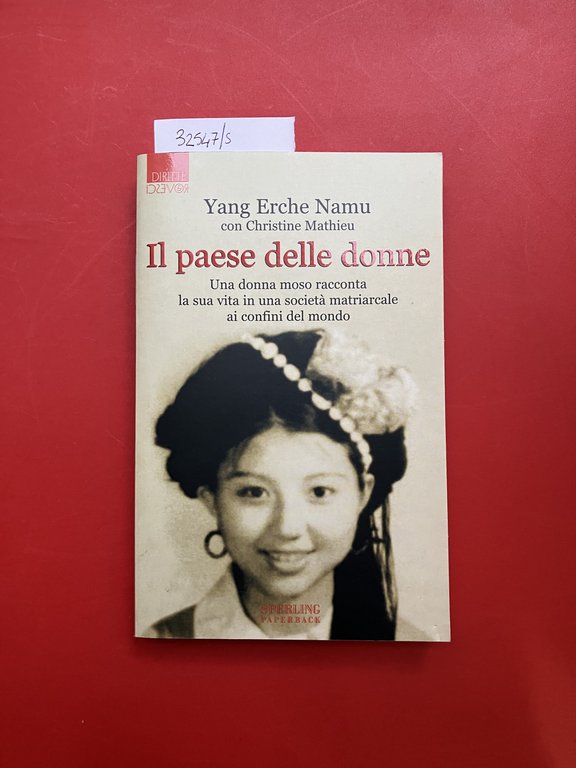 32547/s
DIRITTI
ROVESCI
Yang Erche Namu
con Christine Mathieu
Il paese delle donne
Una donna moso racconta
la sua vita in una società matriarcale
ai confini del mondo
SPERLING
PAPERBACK